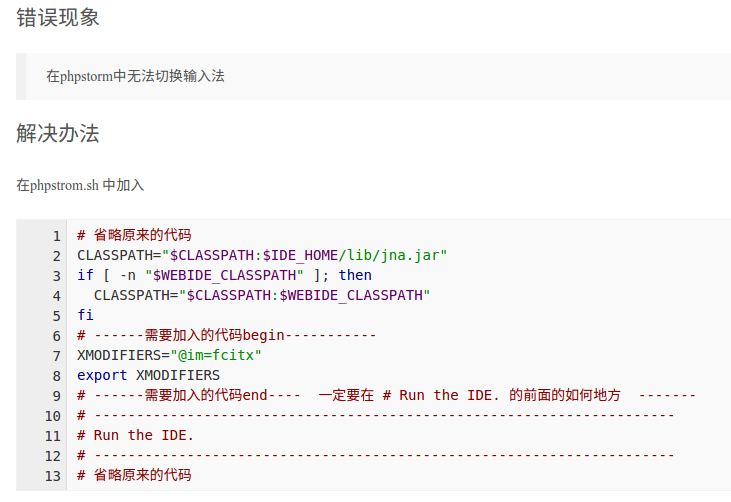 错误现象
在phpstorm中无法切换输入法
解决办法
在phpstrom.sh 中加入
1 # 省略原来的代码
2 CLASSPATH="$CLASSPATH:$IDE_HOME/lib/jna.jar"
3 if [ -n "$WEBIDE_CLASSPATH" ]; then
4   CLASSPATH="$CLASSPATH:$WEBIDE_CLASSPATH"
5 fi
6 # ------需要加入的代码begin-----------
7 XMODIFIERS="@im=fcitx"
8 export XMODIFIERS
9 # ------需要加入的代码end----  一定要在 # Run the IDE. 的前面的如何地方  -------
10 # ---------------------------------------------------------------------
11 # Run the IDE.
12 # ---------------------------------------------------------------------
13 # 省略原来的代码